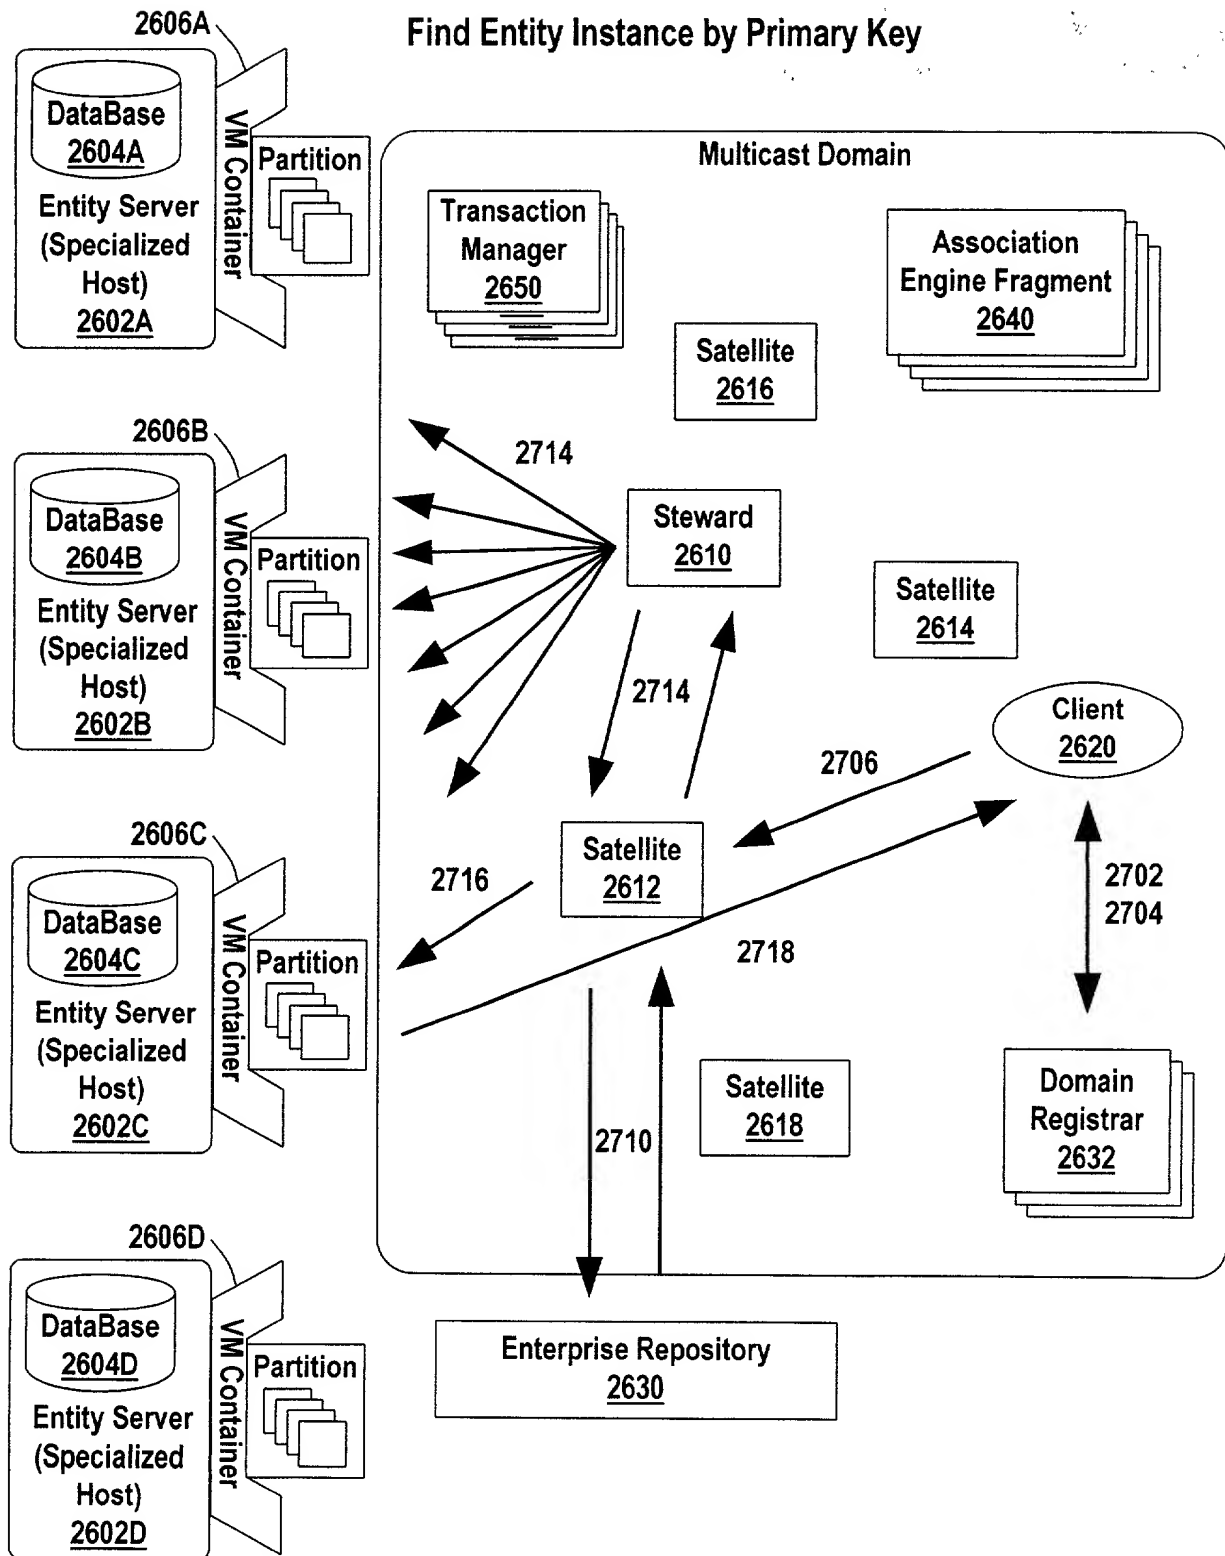 2606A
Find Entity Instance by Primary Key
DataBase
2604A
Entity Server
(Specialized
Host)
2602A
VM Container
Partition
Multicast Domain
Transaction
Manager
2650
Association
Engine Fragment
2640
Satellite
2616
2606B
DataBase
2604B
Entity Server
(Specialized
Host)
2602B
VM Container
Partition
2714
Steward
2610
Satellite
2614
2714
Client
2620
2706
2606C
DataBase
2604C
Entity Server
(Specialized
Host)
2602C
VM Container
Partition
2716
Satellite
2612
2702
2704
2718
2710
Satellite
2618
Domain
Registrar
2632
2606D
DataBase
2604D
Entity Server
(Specialized
Host)
2602D
VM Container
Partition
Enterprise Repository
2630